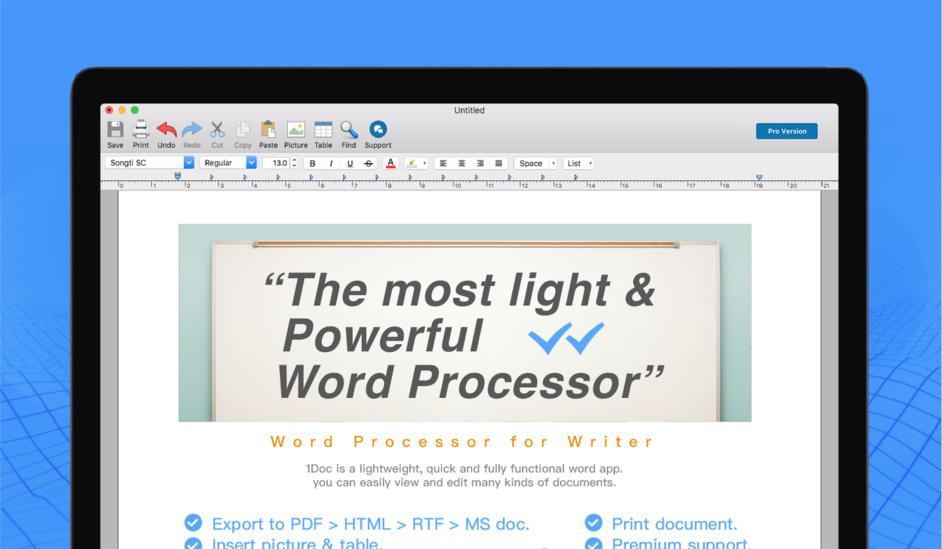 Untitled
Save Print Undo Redo Cut Copy Paste Picture Table Find Support
Pro Version
Songti SC Regular 13.0 B I U S A Space List
0 1 2 3 4 5 6 7 8 9 10 11 12 13 14 15 16 17 18 19 20 21
“The most light &
Powerful
Word Processor”
Word Processor for Writer
1Doc is a lightweight, quick and fully functional word app.
you can easily view and edit many kinds of documents.
Export to PDF > HTML > RTF > MS doc.
Print document.
Insert picture & table.
Premium support.